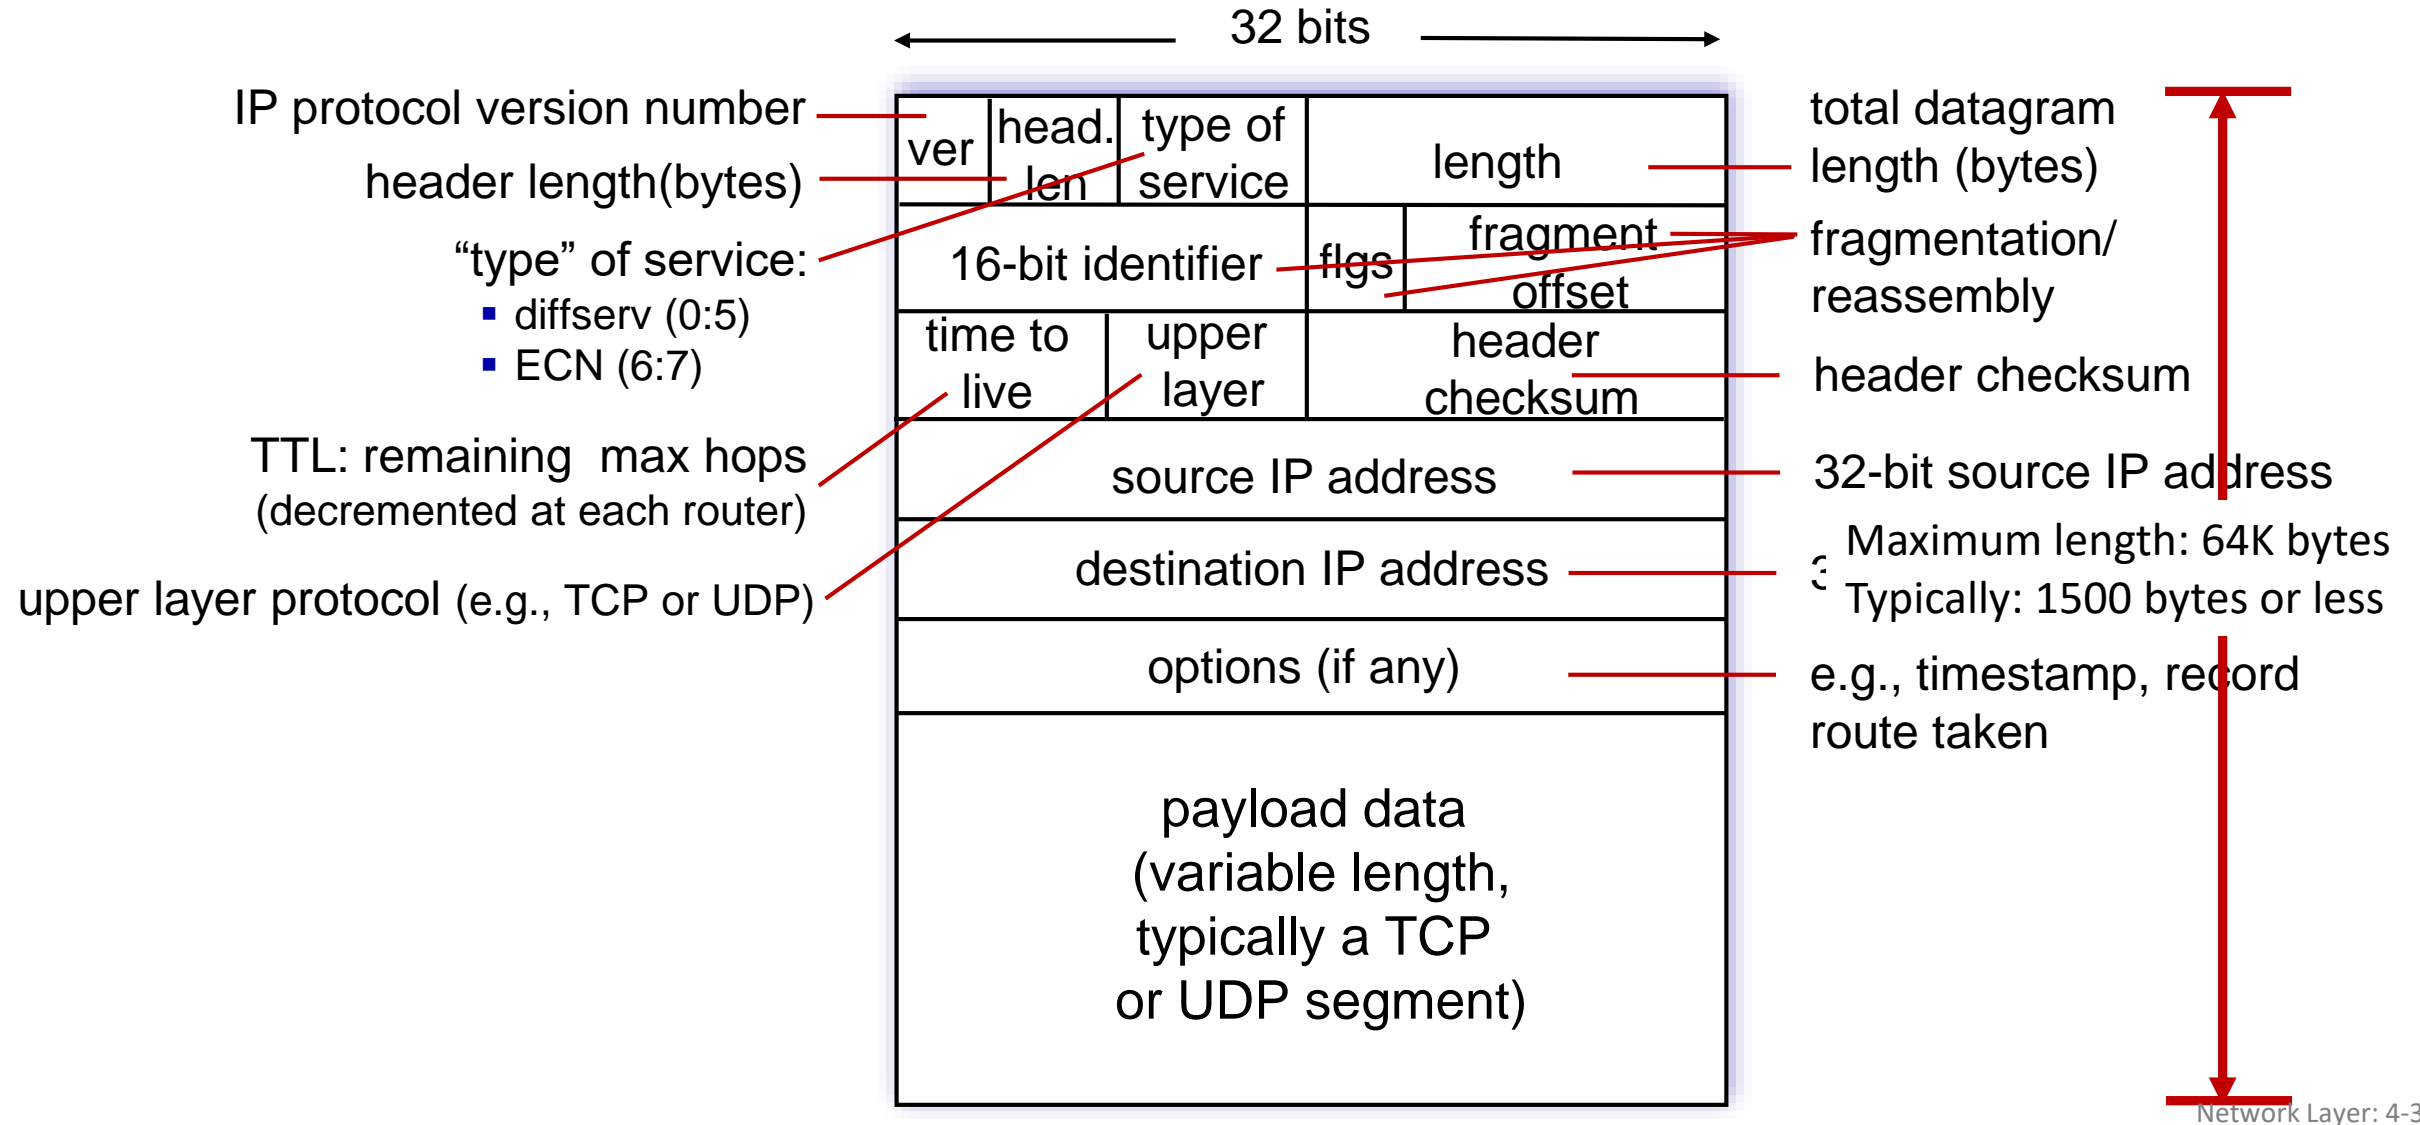 32 bits
IP protocol version number
header length(bytes)
“type” of service:
▪ diffserv (0:5)
▪ ECN (6:7)
TTL: remaining  max hops
(decremented at each router)
upper layer protocol (e.g., TCP or UDP)
ver
head.
len
type of
service
length
16-bit identifier
flgs
fragment
offset
time to
live
upper
layer
header
checksum
source IP address
destination IP address
options (if any)
payload data
(variable length,
typically a TCP
or UDP segment)
total datagram
length (bytes)
fragmentation/
reassembly
header checksum
32-bit source IP address
Maximum length: 64K bytes
Typically: 1500 bytes or less
e.g., timestamp, record
route taken
Network Layer: 4-3